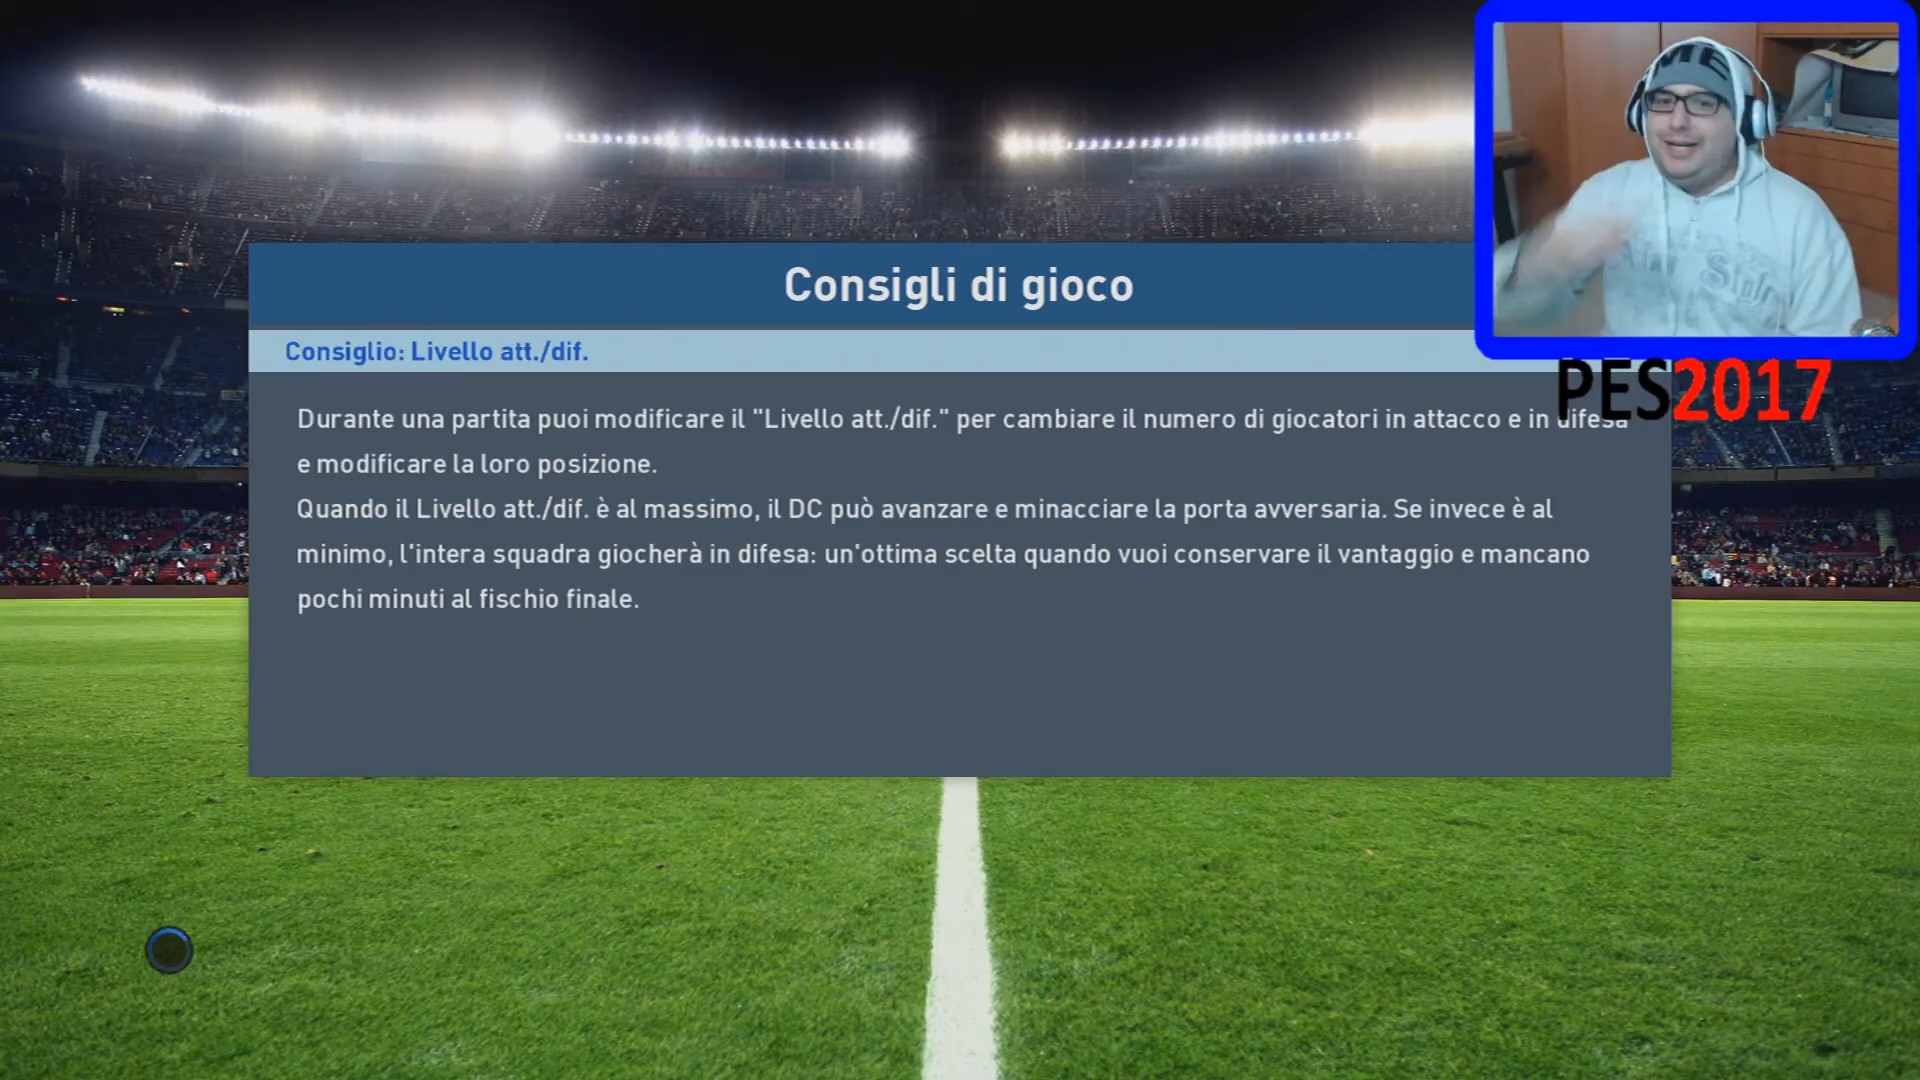 Consigli di gioco
Consiglio: Livello att./dif.
Durante una partita puoi modificare il "Livello att./dif." per cambiare il numero di giocatori in attacco e in difesa
e modificare la loro posizione.
Quando il Livello att./dif. è al massimo, il DC può avanzare e minacciare la porta avversaria. Se invece è al
minimo, l'intera squadra giocherà in difesa: un'ottima scelta quando vuoi conservare il vantaggio e mancano
pochi minuti al fischio finale.
PES2017